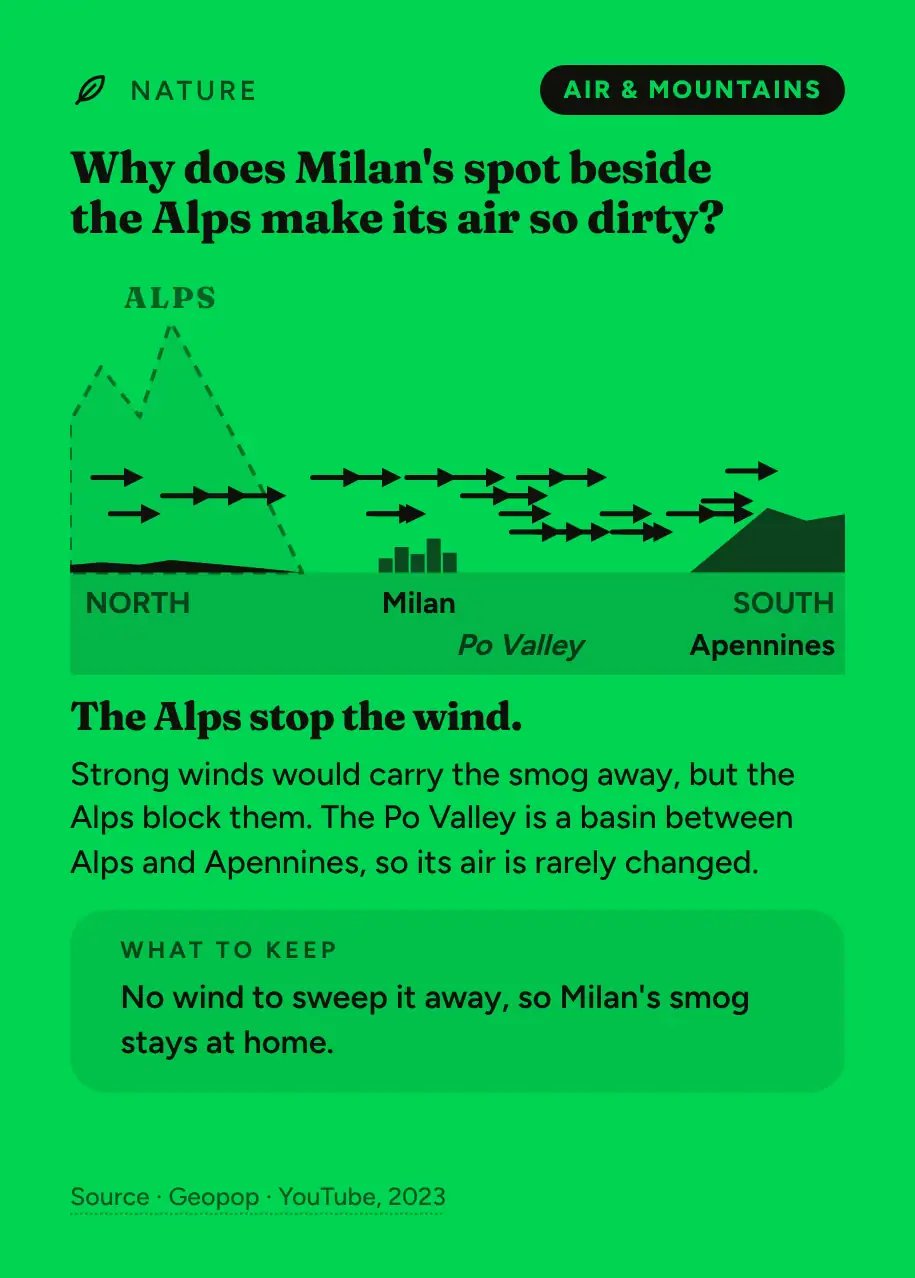 NATURE
AIR & MOUNTAINS
Why does Milan's spot beside
the Alps make its air so dirty?
ALPS
NORTH
Milan
SOUTH
Po Valley
Apennines
The Alps stop the wind.
Strong winds would carry the smog away, but the
Alps block them. The Po Valley is a basin between
Alps and Apennines, so its air is rarely changed.
WHAT TO KEEP
No wind to sweep it away, so Milan's smog
stays at home.
Source · Geopop · YouTube, 2023